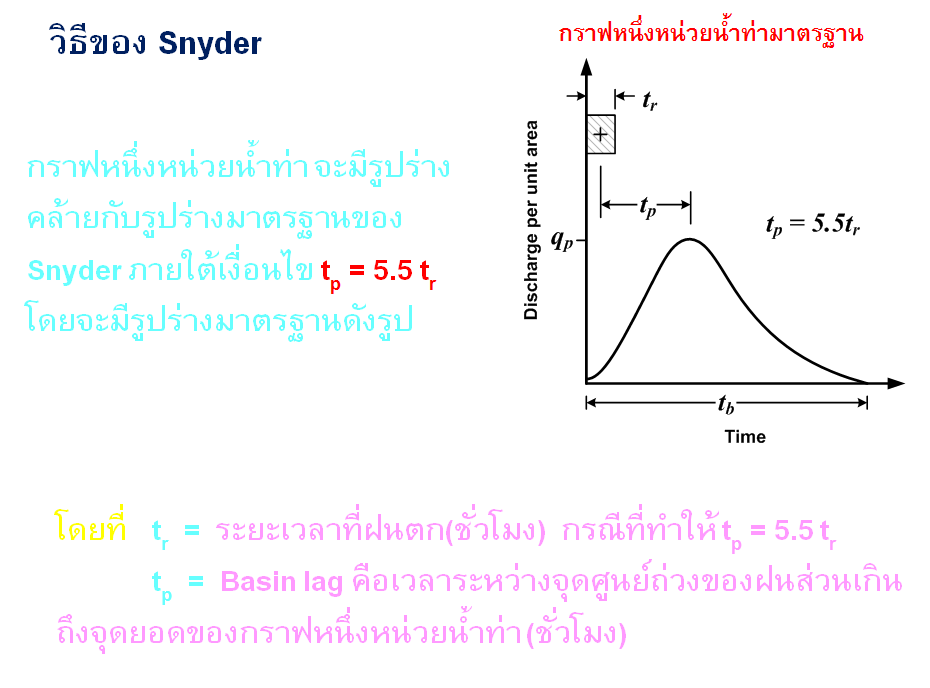 วิธีของ Snyder
กราฟหนึ่งหน่วยน้ำท่ามาตรฐาน
กราฟหนึ่งหน่วยน้ำท่า จะมีรูปร่าง
คล้ายกับรูปร่างมาตรฐานของ
Snyder ภายใต้เงื่อนไข tp = 5.5 tr
โดยจะมีรูปร่างมาตรฐานดังรูป
tr
tp
tp = 5.5tr
qp
Discharge per unit area
tb
Time
โดยที่ tr = ระยะเวลาที่ฝนตก(ชั่วโมง) กรณีที่ทำให้ tp = 5.5 tr
tp = Basin lag คือเวลาระหว่างจุดศูนย์ถ่วงของฝนส่วนเกิน
ถึงจุดยอดของกราฟหนึ่งหน่วยน้ำท่า (ชั่วโมง)